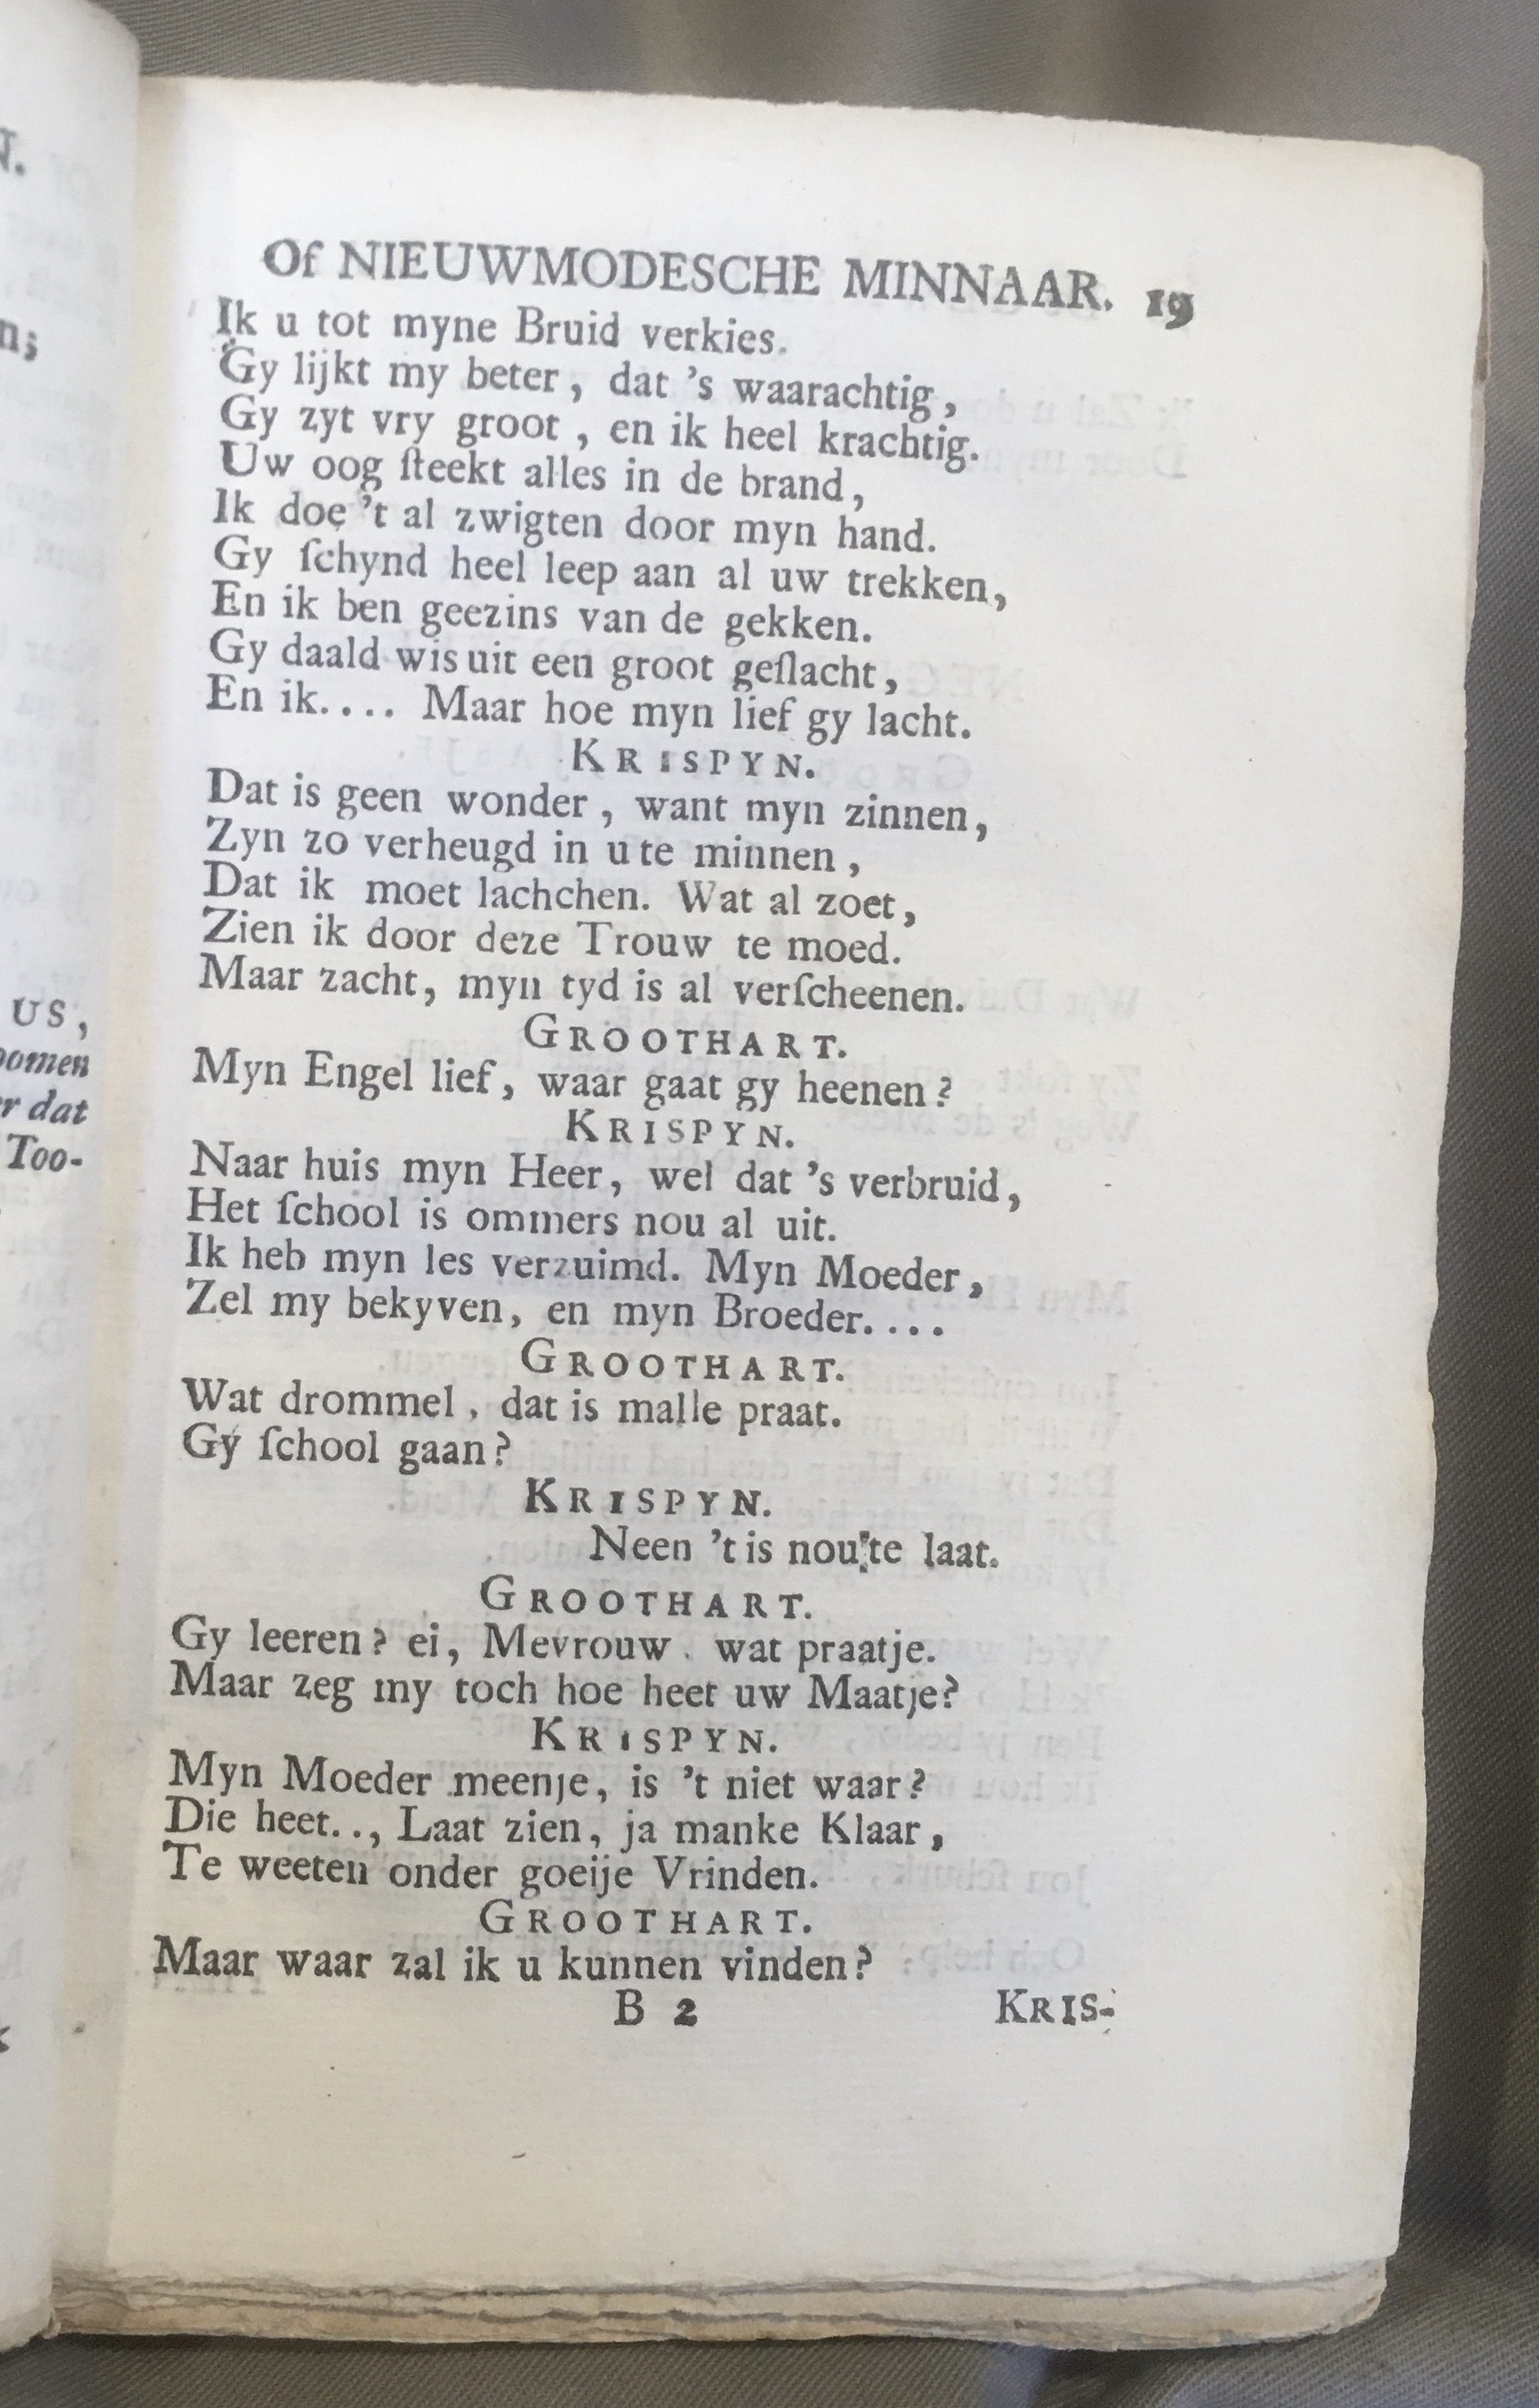 Of NIEUWMODESCHE MINNAAR. 19
Ik u tot myne Bruid verkies.
Gy lijkt my beter, dat 's waarachtig,
Gy zyt vry groot, en ik heel krachtig.
Uw oog ſteekt alles in de brand,
Ik doe 't al zwigten door myn hand.
Gy ſchynd heel leep aan al uw trekken,
En ik ben geezins van de gekken.
Gy daald wis uit een groot geſlacht,
En ik.... Maar hoe myn lief gy lacht.
KRISPYN.
Dat is geen wonder, want myn zinnen,
Zyn zo verheugd in u te minnen,
Dat ik moet lachchen. Wat al zoet,
Zien ik door deze Trouw te moed.
Maar zacht, myn tyd is al verſcheenen.
GROOTHART.
Myn Engel lief, waar gaat gy heenen?
KRISPYN.
Naar huis myn Heer, wel dat 's verbruid,
Het ſchool is ommers nou al uit.
Ik heb myn les verzuimd. Myn Moeder,
Zel my bekyven, en myn Broeder....
GROOTHART.
Wat drommel, dat is malle praat.
Gy ſchool gaan?
KRISPYN.
Neen 't is nou te laat.
GROOTHART.
Gy leeren? ei, Mevrouw. wat praatje.
Maar zeg my toch hoe heet uw Maatje?
KRISPYN.
Myn Moeder meenje, is 't niet waar?
Die heet.., Laat zien, ja manke Klaar,
Te weeten onder goeije Vrinden.
GROOTHART.
Maar waar zal ik u kunnen vinden?
B 2 KRIS-
N.
n;
US,
omen
r dat
Too-